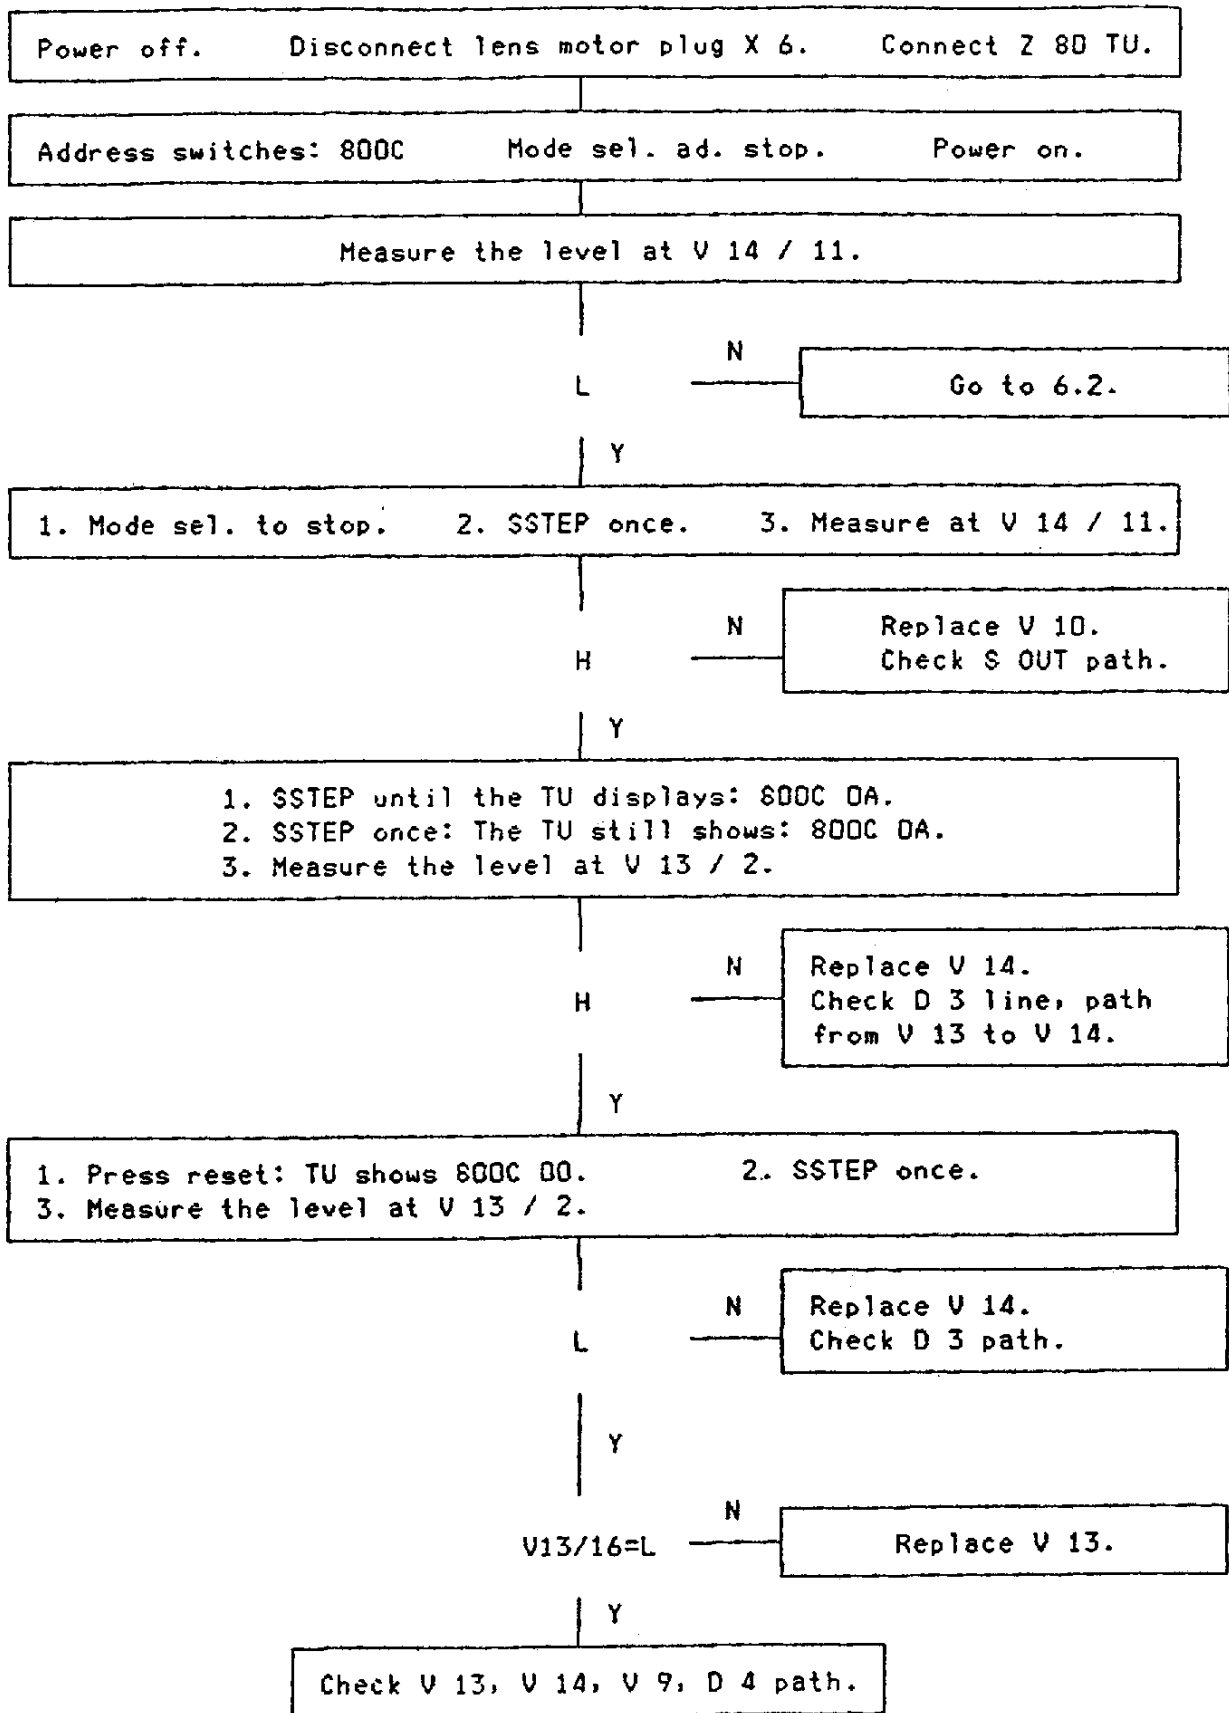 Power off. Disconnect lens motor plug X 6. Connect Z 80 TU.
Address switches: 800C Mode sel. ad. stop. Power on.
Measure the level at V 14 / 11.
N
L
Go to 6.2.
Y
1. Mode sel. to stop. 2. SSTEP once. 3. Measure at V 14 / 11.
N
H
Replace V 10.
Check S OUT path.
Y
1. SSTEP until the TU displays: 800C 0A.
2. SSTEP once: The TU still shows: 800C 0A.
3. Measure the level at V 13 / 2.
N
H
Replace V 14.
Check D 3 line, path
from V 13 to V 14.
Y
1. Press reset: TU shows 800C 00. 2. SSTEP once.
3. Measure the level at V 13 / 2.
N
L
Replace V 14.
Check D 3 path.
Y
N
V13/16=L
Replace V 13.
Y
Check V 13, V 14, V 9, D 4 path.